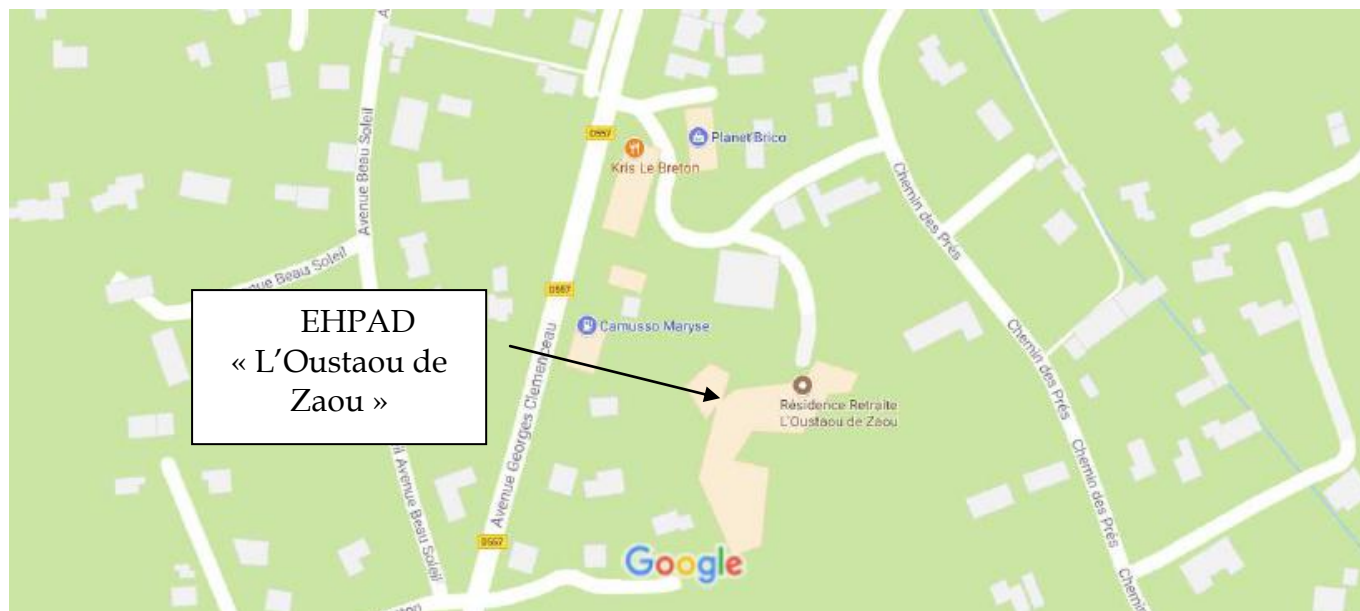 Avenue Beau Soleil
D557
Kris Le Breton
Planet Brico
Chemin des Prés
Avenue Beau Soleil
D557
Camusso Maryse
EHPAD
« L’Oustaou de
Zaou »
Avenue Georges Clemenceau
Résidence Retraite
L'Oustaou de Zaou
Chemin des Prés
Avenue Beau Soleil
Chemin des Prés
D557
Google